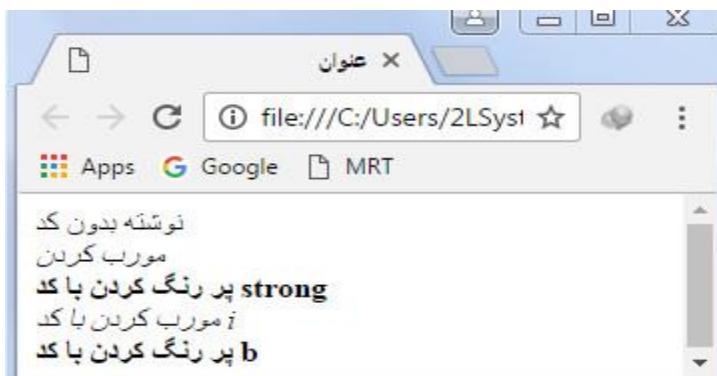 عنوان
file:///C:/Users/2LSyst
Apps Google MRT
نوشته بدون کد
مورب کردن
پر رنگ کردن با کد strong
مورب کردن با کد i
پر رنگ کردن با کد b